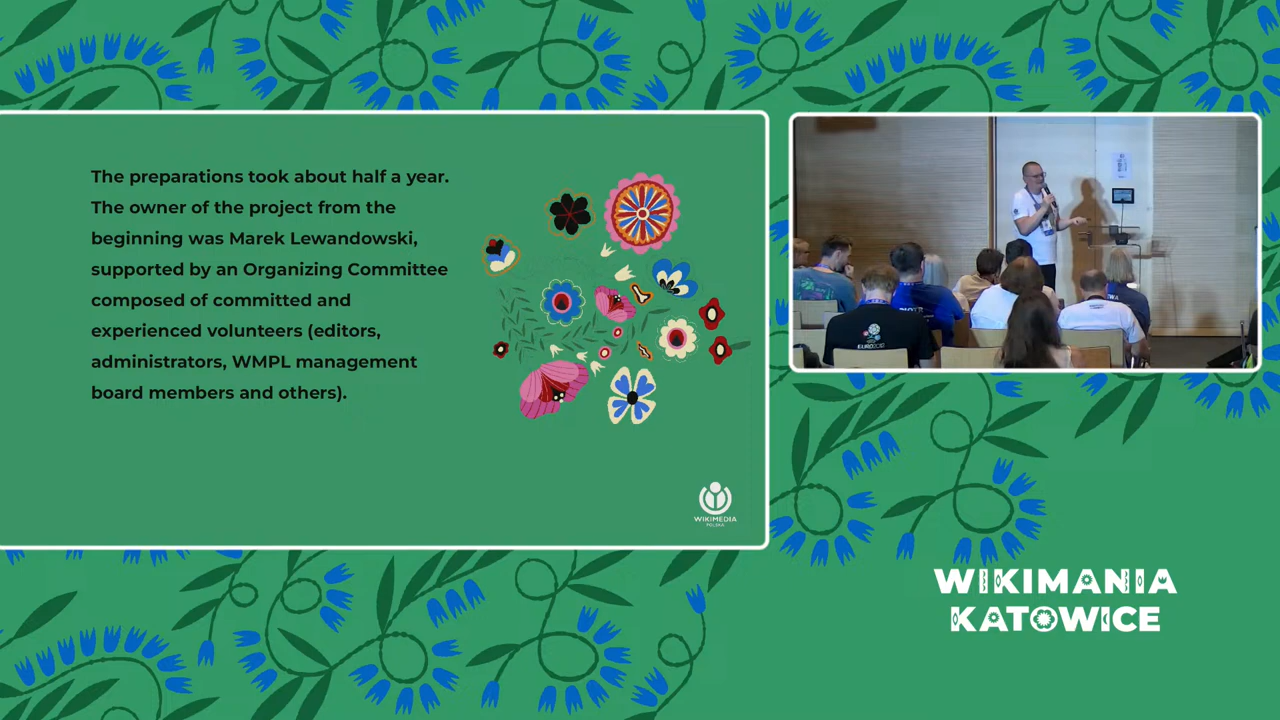 The preparations took about half a year.
The owner of the project from the
beginning was Marek Lewandowski,
supported by an Organizing Committee
composed of committed and
experienced volunteers (editors,
administrators, WMPL management
board members and others).
WIKIMEDIA
POLSKA
EURO2012
WIKIMANIA
KATOWICE